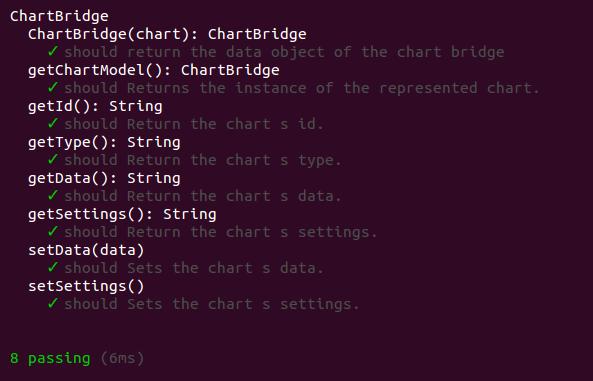 ChartBridge
ChartBridge(chart): ChartBridge
✓ should return the data object of the chart bridge
getChartModel(): ChartBridge
✓ should Returns the instance of the represented chart.
getId(): String
✓ should Return the chart s id.
getType(): String
✓ should Return the chart s type.
getData(): String
✓ should Return the chart s data.
getSettings(): String
✓ should Return the chart s settings.
setData(data)
✓ should Sets the chart s data.
setSettings()
✓ should Sets the chart s settings.
8 passing (6ms)